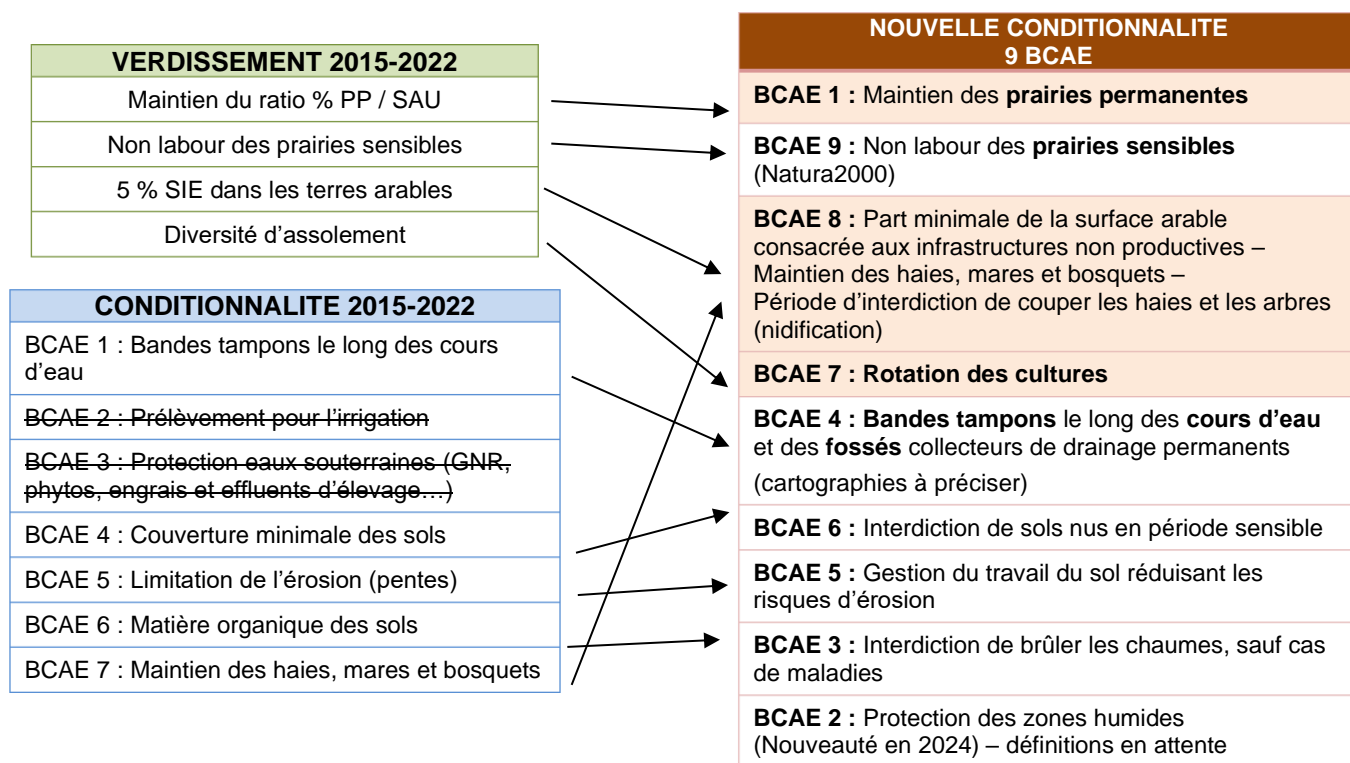 VERDISSEMENT 2015-2022
Maintien du ratio % PP / SAU
Non labour des prairies sensibles
5 % SIE dans les terres arables
Diversité d'assolement
CONDITIONNALITE 2015-2022
BCAE 1 : Bandes tampons le long des cours
d'eau
BCAE 2 : Prélèvement pour l'irrigation
BCAE 3 : Protection eaux souterraines (GNR,
phytos, engrais et effluents d'élevage…)
BCAE 4 : Couverture minimale des sols
BCAE 5 : Limitation de l'érosion (pentes)
BCAE 6 : Matière organique des sols
BCAE 7 : Maintien des haies, mares et bosquets
NOUVELLE CONDITIONNALITE
9 BCAE
BCAE 1 : Maintien des prairies permanentes
BCAE 9 : Non labour des prairies sensibles
(Natura2000)
BCAE 8 : Part minimale de la surface arable
consacrée aux infrastructures non productives –
Maintien des haies, mares et bosquets –
Période d'interdiction de couper les haies et les arbres
(nidification)
BCAE 7 : Rotation des cultures
BCAE 4 : Bandes tampons le long des cours d'eau
et des fossés collecteurs de drainage permanents
(cartographies à préciser)
BCAE 6 : Interdiction de sols nus en période sensible
BCAE 5 : Gestion du travail du sol réduisant les
risques d'érosion
BCAE 3 : Interdiction de brûler les chaumes, sauf cas
de maladies
BCAE 2 : Protection des zones humides
(Nouveauté en 2024) – définitions en attente